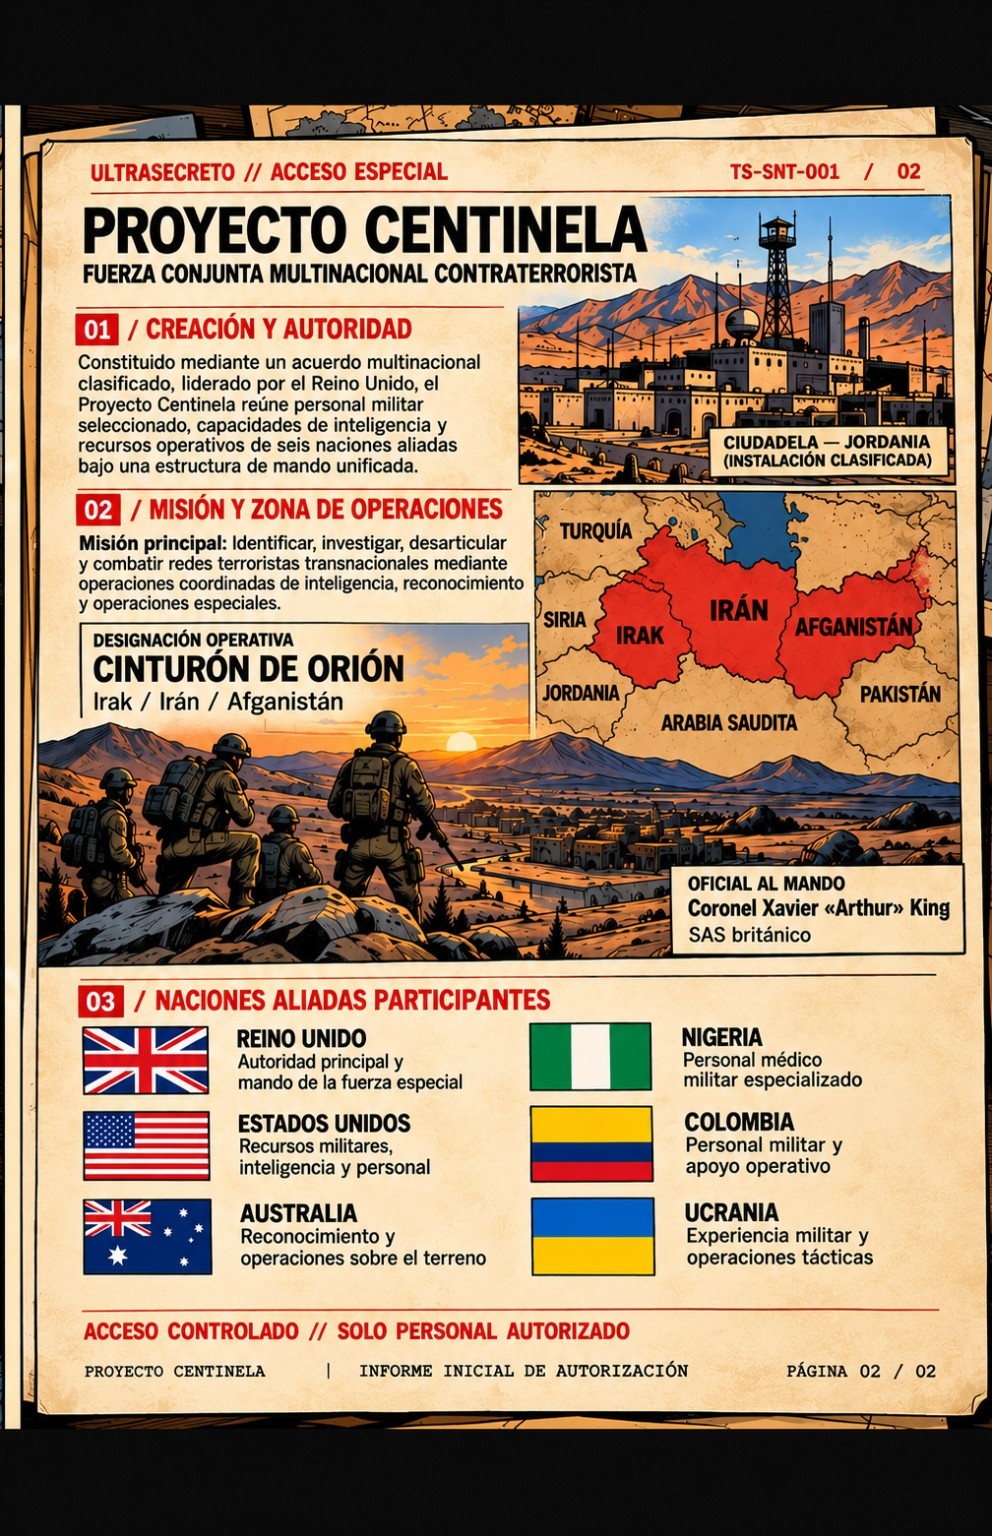 ULTRASECRETO // ACCESO ESPECIAL
TS-SNT-001 / 02
PROYECTO CENTINELA
FUERZA CONJUNTA MULTINACIONAL CONTRATERRORISTA
01 / CREACIÓN Y AUTORIDAD
Constituido mediante un acuerdo multinacional
clasificado, liderado por el Reino Unido, el
Proyecto Centinela reúne personal militar
seleccionado, capacidades de inteligencia y
recursos operativos de seis naciones aliadas
bajo una estructura de mando unificada.
CIUDADELA — JORDANIA
(INSTALACIÓN CLASIFICADA)
02 / MISIÓN Y ZONA DE OPERACIONES
Misión principal: Identificar, investigar, desarticular
y combatir redes terroristas transnacionales mediante
operaciones coordinadas de inteligencia, reconocimiento
y operaciones especiales.
DESIGNACIÓN OPERATIVA
CINTURÓN DE ORIÓN
Irak / Irán / Afganistán
TURQUÍA
SIRIA
IRAK
IRÁN
AFGANISTÁN
JORDANIA
ARABIA SAUDITA
PAKISTÁN
OFICIAL AL MANDO
Coronel Xavier «Arthur» King
SAS británico
03 / NACIONES ALIADAS PARTICIPANTES
REINO UNIDO
Autoridad principal y
mando de la fuerza especial
ESTADOS UNIDOS
Recursos militares,
inteligencia y personal
AUSTRALIA
Reconocimiento y
operaciones sobre el terreno
NIGERIA
Personal médico
militar especializado
COLOMBIA
Personal militar y
apoyo operativo
UCRANIA
Experiencia militar y
operaciones tácticas
ACCESO CONTROLADO // SOLO PERSONAL AUTORIZADO
PROYECTO CENTINELA | INFORME INICIAL DE AUTORIZACIÓN PÁGINA 02 / 02